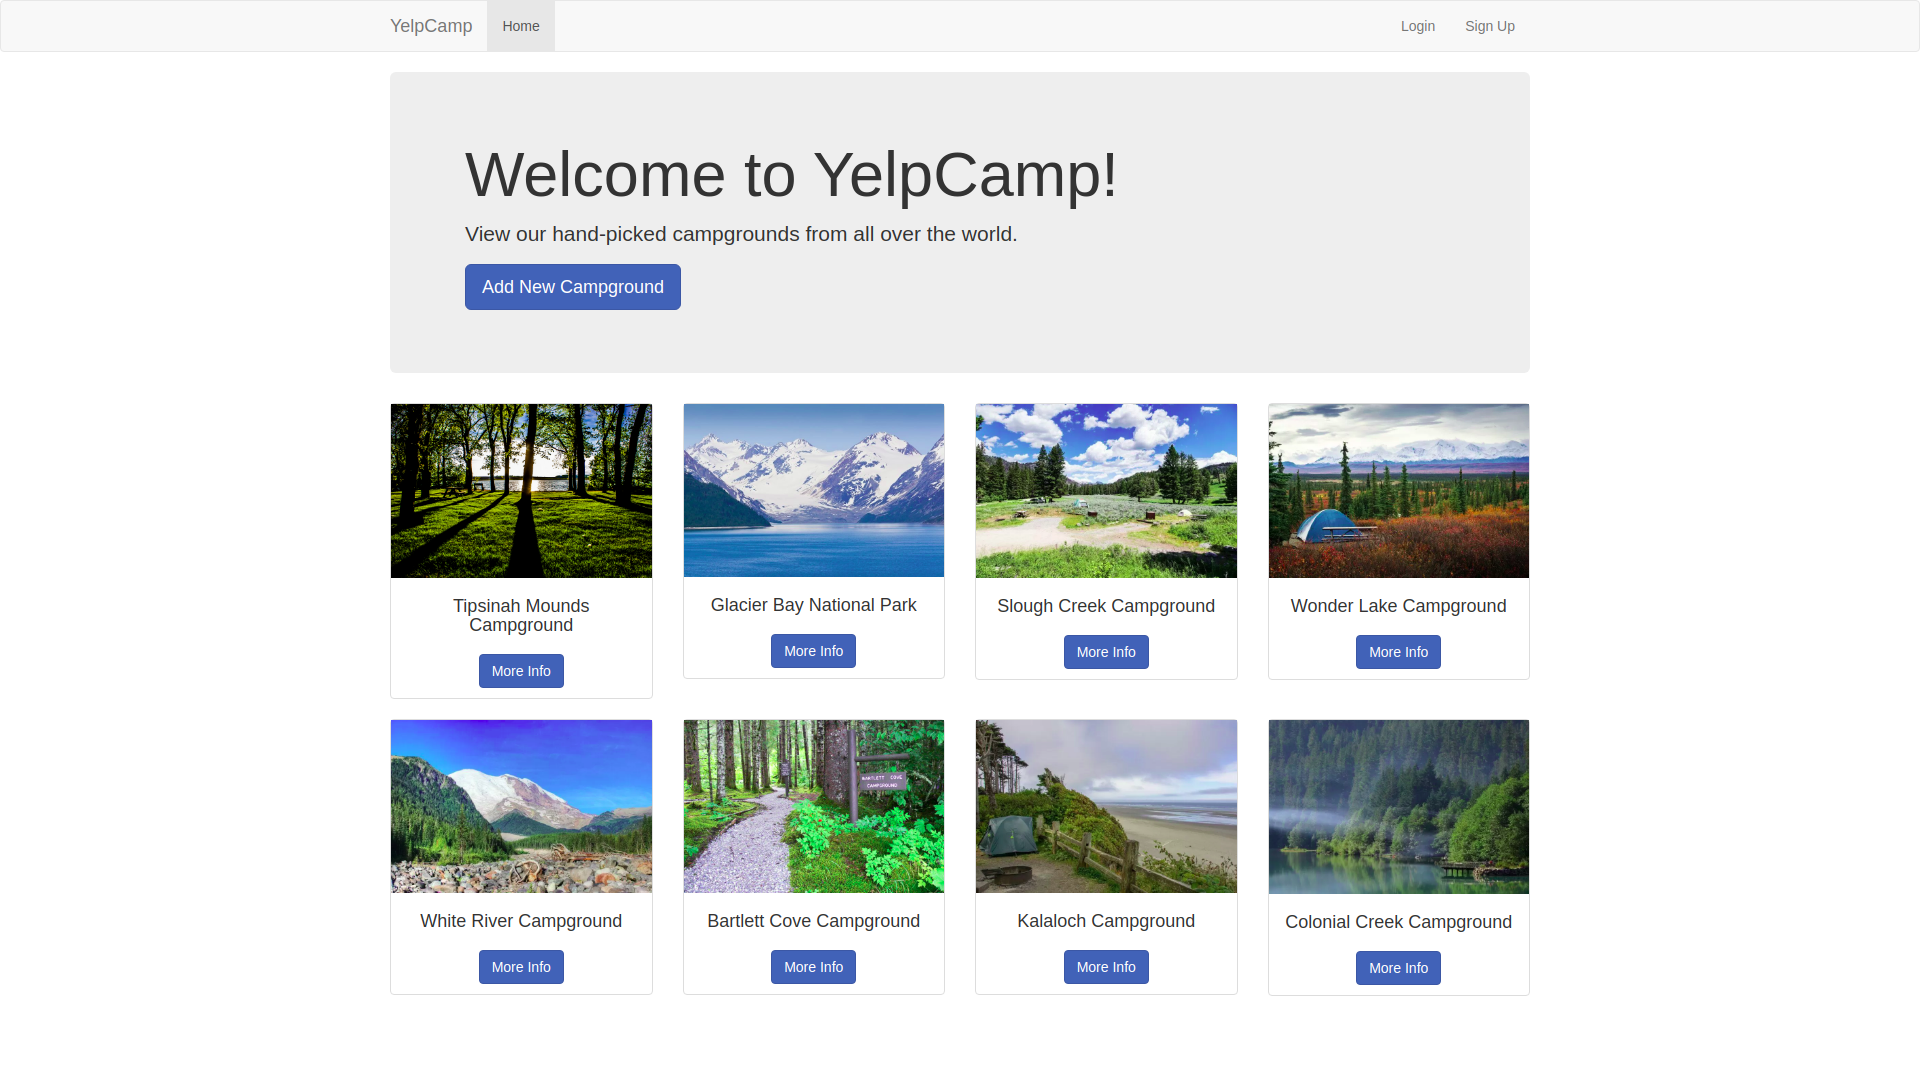 YelpCamp Home Login Sign Up
Welcome to YelpCamp!
View our hand-picked campgrounds from all over the world.
Add New Campground
Tipsinah Mounds
Campground
More Info
Glacier Bay National Park
More Info
Slough Creek Campground
More Info
Wonder Lake Campground
More Info
White River Campground
More Info
BARTLETT COVE
CAMPGROUND
Bartlett Cove Campground
More Info
Kalaloch Campground
More Info
Colonial Creek Campground
More Info